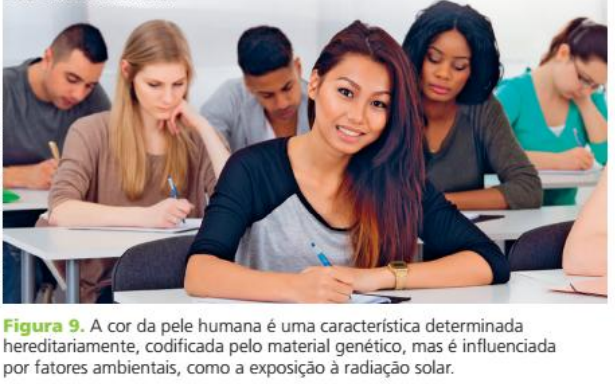 Figura 9. A cor da pele humana é uma característica determinada
hereditariamente, codificada pelo material genético, mas é influenciada
por fatores ambientais, como a exposição à radiação solar.